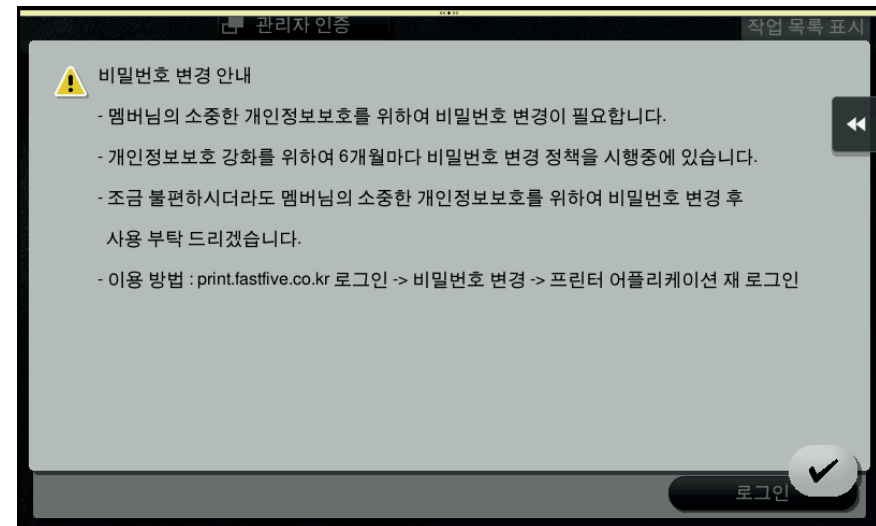 관리자 인증
작업 목록 표시
비밀번호 변경 안내
- 멤버님의 소중한 개인정보보호를 위하여 비밀번호 변경이 필요합니다.
- 개인정보보호 강화를 위하여 6개월마다 비밀번호 변경 정책을 시행중에 있습니다.
- 조금 불편하시더라도 멤버님의 소중한 개인정보보호를 위하여 비밀번호 변경 후
사용 부탁 드리겠습니다.
- 이용 방법 : print.fastfive.co.kr 로그인 -> 비밀번호 변경 -> 프린터 어플리케이션 재 로그인
로그인